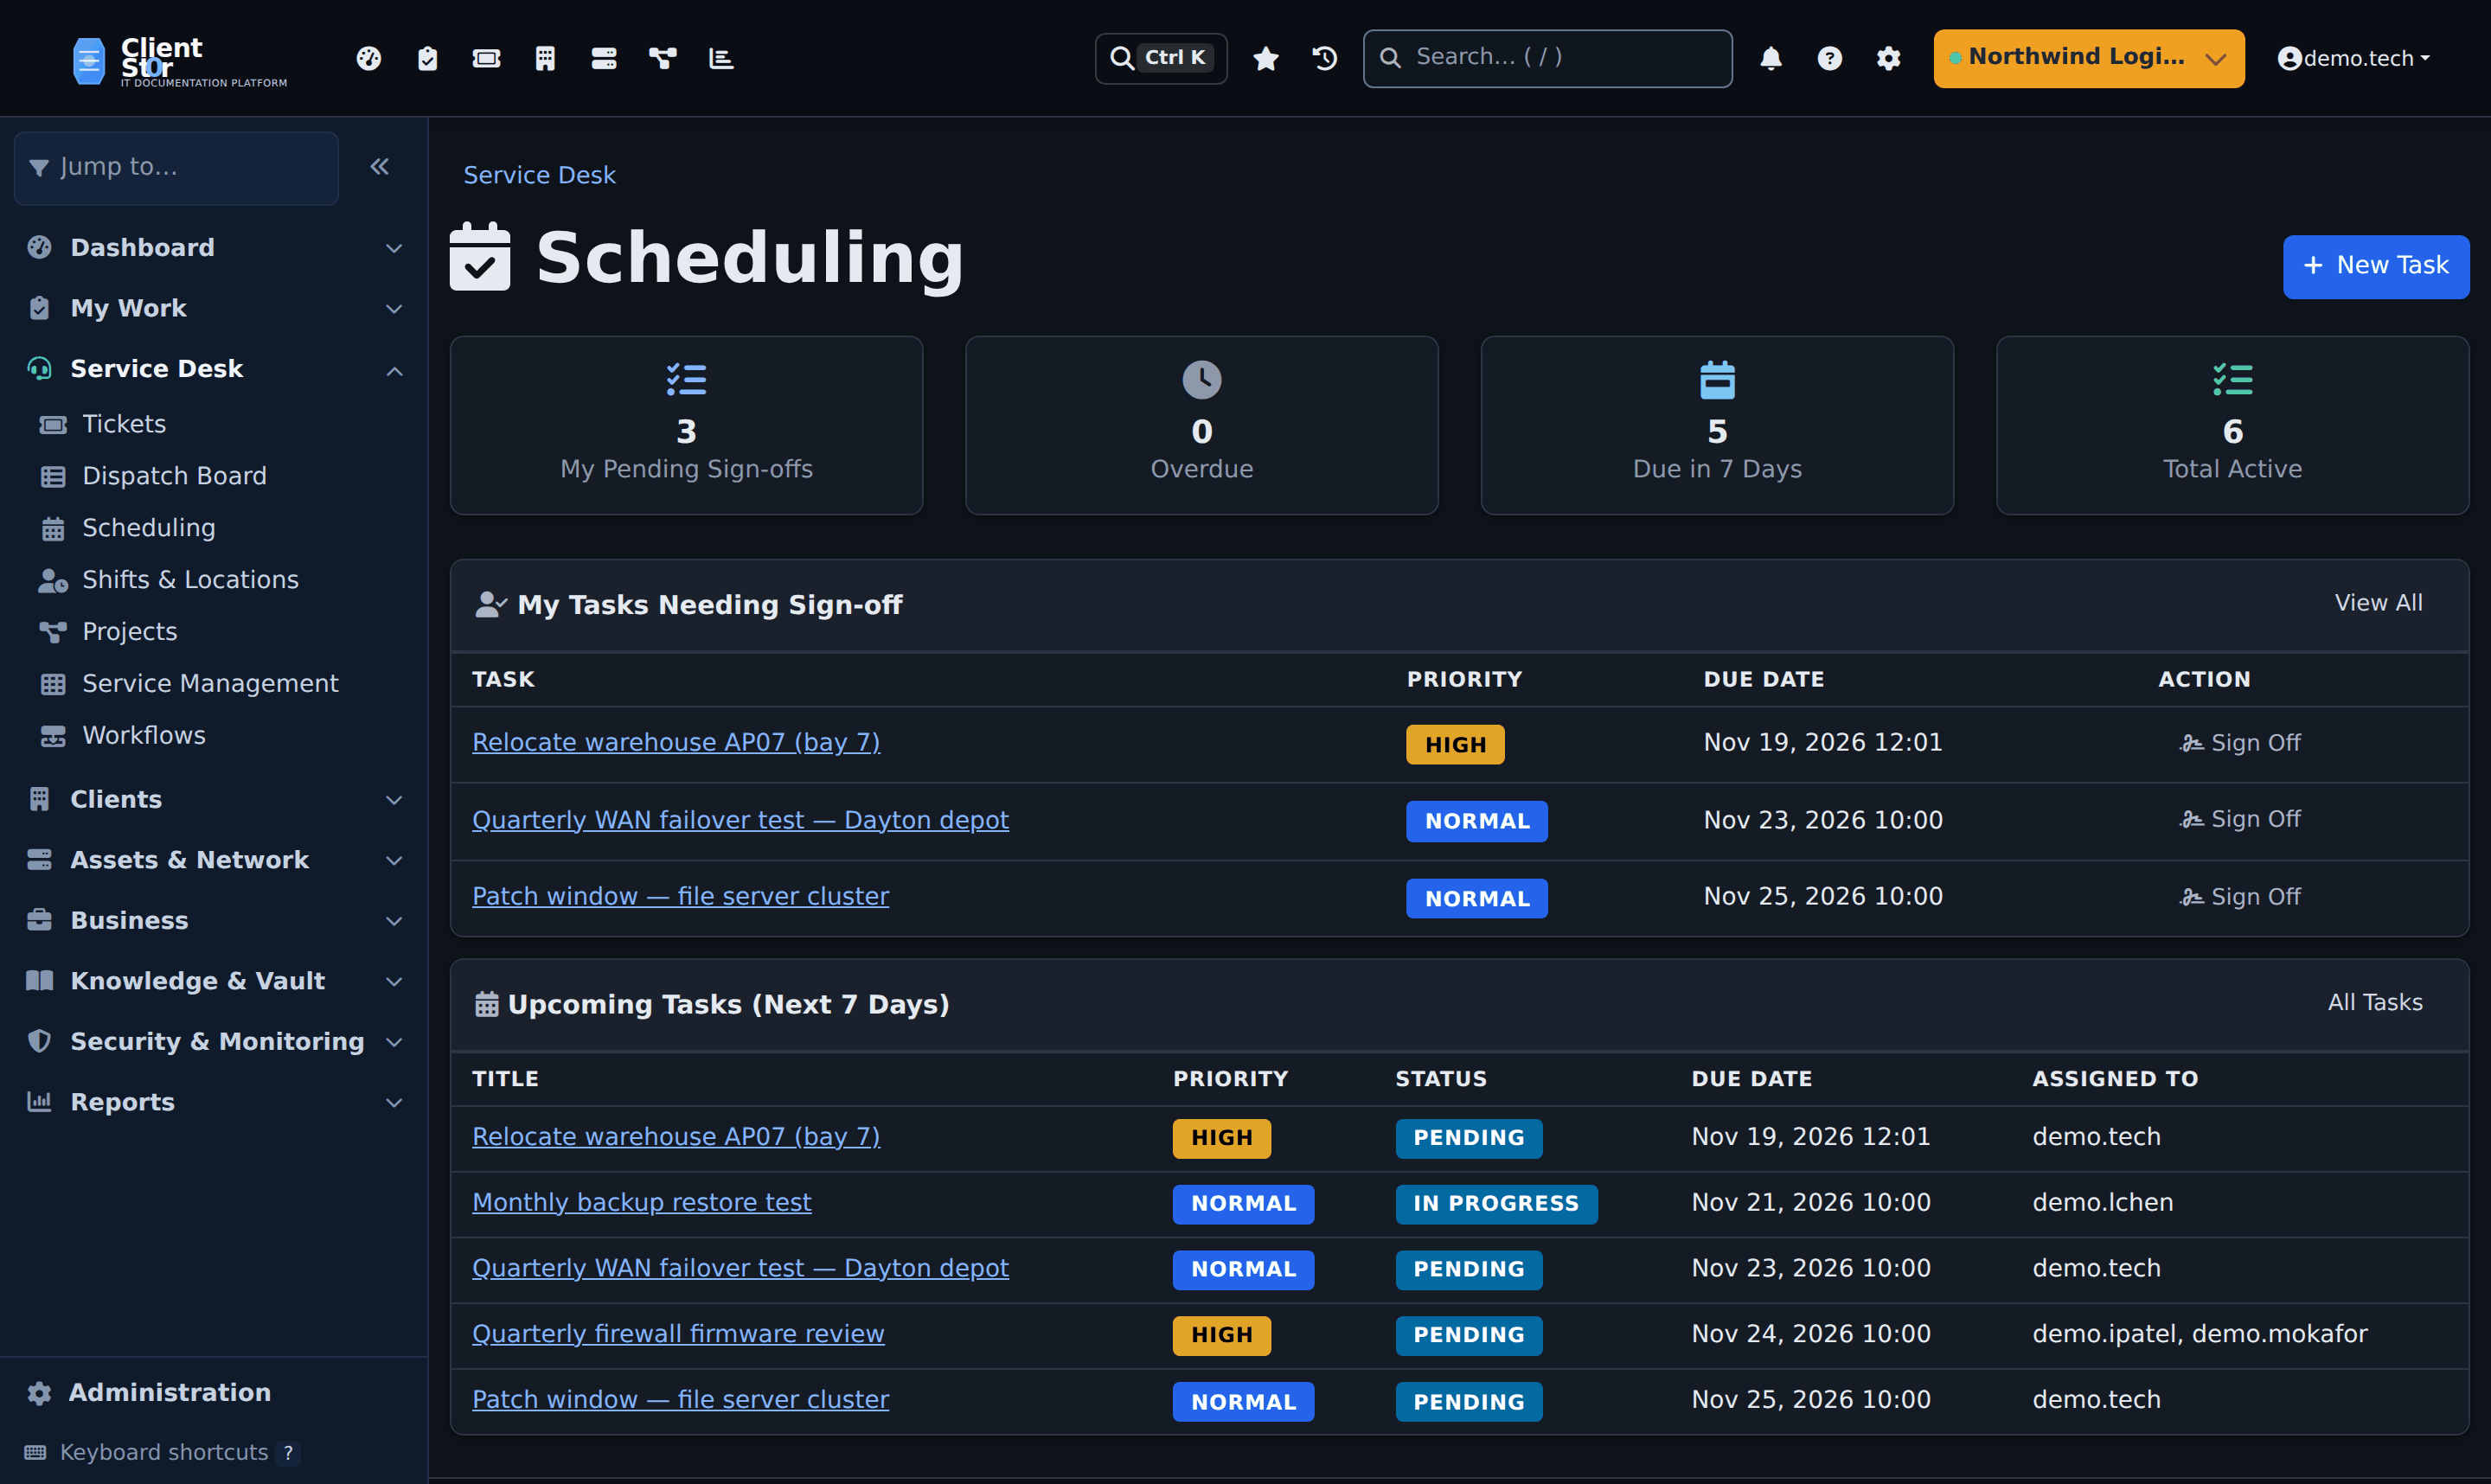 Client
St0r
IT DOCUMENTATION PLATFORM
Ctrl K
Search... ( / )
Northwind Logi...
demo.tech
Jump to...
Dashboard
My Work
Service Desk
Tickets
Dispatch Board
Scheduling
Shifts & Locations
Projects
Service Management
Workflows
Clients
Assets & Network
Business
Knowledge & Vault
Security & Monitoring
Reports
Administration
Keyboard shortcuts ?
Service Desk
Scheduling
+ New Task
3
My Pending Sign-offs
0
Overdue
5
Due in 7 Days
6
Total Active
My Tasks Needing Sign-off
View All
TASK PRIORITY DUE DATE ACTION
Relocate warehouse AP07 (bay 7) HIGH Nov 19, 2026 12:01 Sign Off
Quarterly WAN failover test — Dayton depot NORMAL Nov 23, 2026 10:00 Sign Off
Patch window — file server cluster NORMAL Nov 25, 2026 10:00 Sign Off
Upcoming Tasks (Next 7 Days)
All Tasks
TITLE PRIORITY STATUS DUE DATE ASSIGNED TO
Relocate warehouse AP07 (bay 7) HIGH PENDING Nov 19, 2026 12:01 demo.tech
Monthly backup restore test NORMAL IN PROGRESS Nov 21, 2026 10:00 demo.lchen
Quarterly WAN failover test — Dayton depot NORMAL PENDING Nov 23, 2026 10:00 demo.tech
Quarterly firewall firmware review HIGH PENDING Nov 24, 2026 10:00 demo.ipatel, demo.mokafor
Patch window — file server cluster NORMAL PENDING Nov 25, 2026 10:00 demo.tech